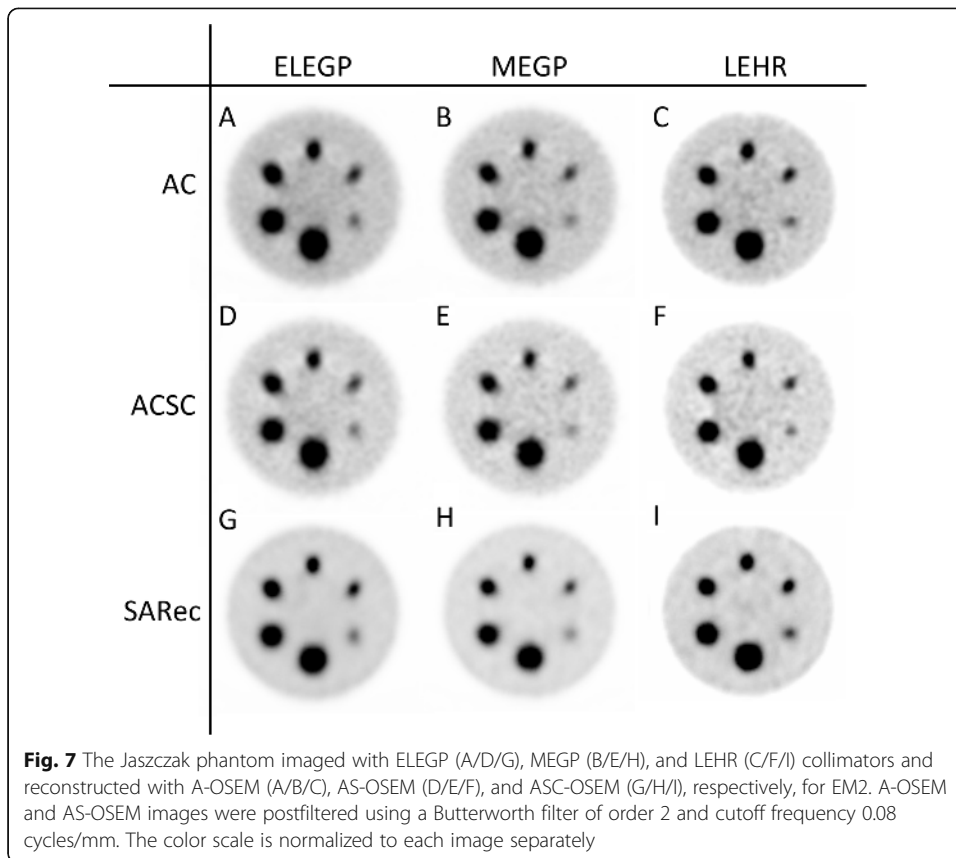 ELEGP MEGP LEHR
A B C
AC
D E F
ACSC
G H I
SARec
Fig. 7 The Jaszczak phantom imaged with ELEGP (A/D/G), MEGP (B/E/H), and LEHR (C/F/I) collimators and
reconstructed with A-OSEM (A/B/C), AS-OSEM (D/E/F), and ASC-OSEM (G/H/I), respectively, for EM2. A-OSEM
and AS-OSEM images were postfiltered using a Butterworth filter of order 2 and cutoff frequency 0.08
cycles/mm. The color scale is normalized to each image separately